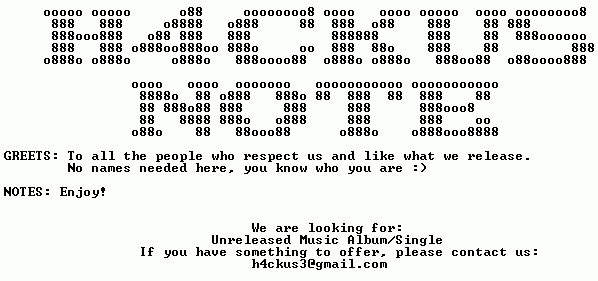 H4CKUS
NOTE
GREETS: To all the people who respect us and like what we release.
No names needed here, you know who you are :)
NOTES: Enjoy!
We are looking for:
Unreleased Music Album/Single
If you have something to offer, please contact us:
h4ckus3@gmail.com